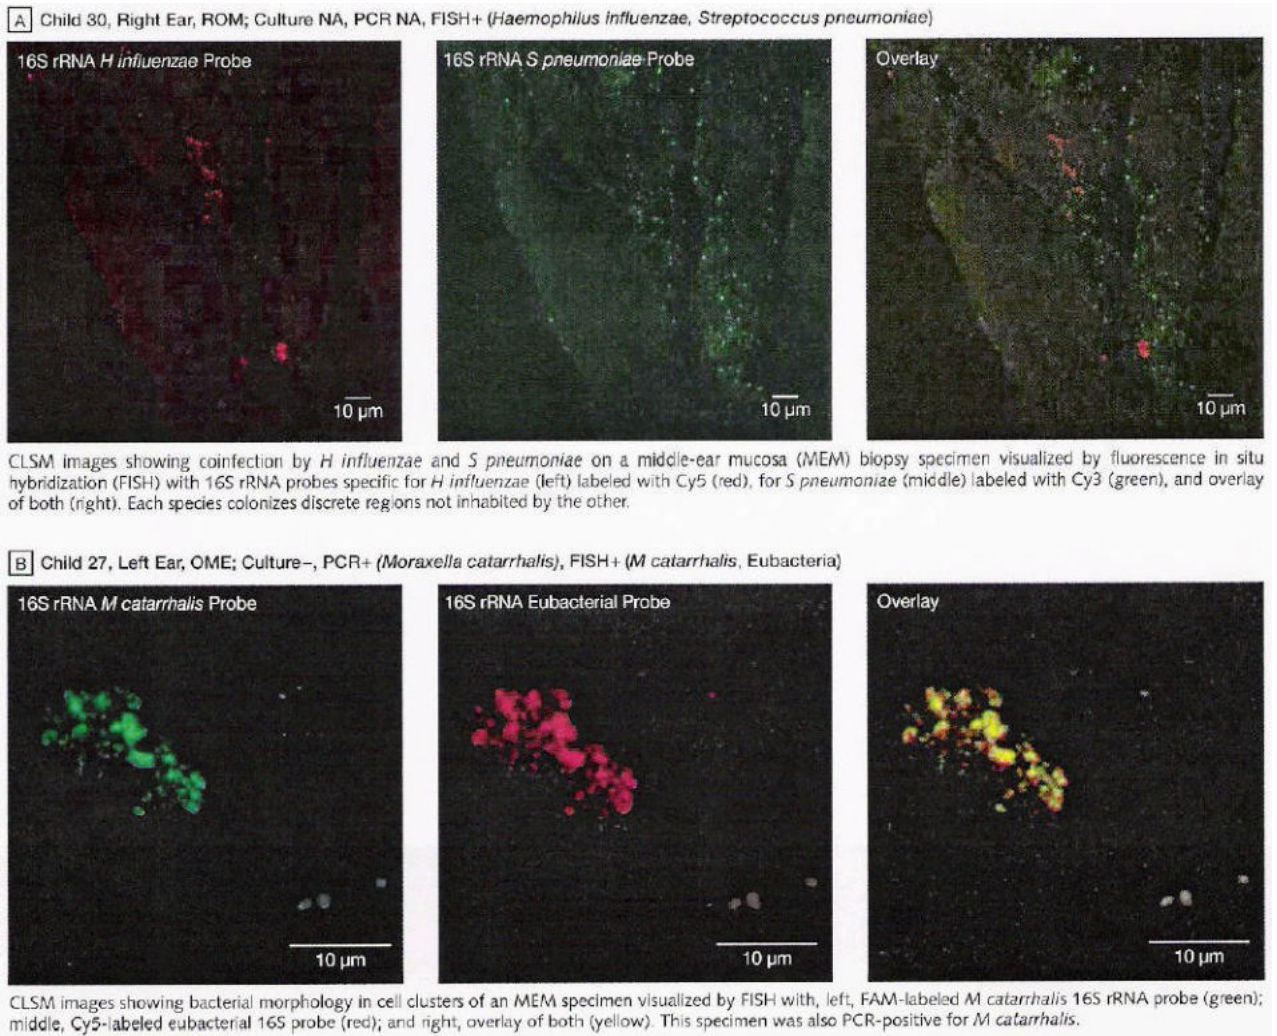 A Child 30, Right Ear, ROM; Culture NA, PCR NA, FISH+ (Haemophilus influenzae, Streptococcus pneumoniae)
16S rRNA H influenzae Probe
16S rRNA S pneumoniae Probe
Overlay
10 µm
10 µm
10 µm
CLSM images showing coinfection by H influenzae and S pneumoniae on a middle-ear mucosa (MEM) biopsy specimen visualized by fluorescence in situ
hybridization (FISH) with 16S rRNA probes specific for H influenzae (left) labeled with Cy5 (red), for S pneumoniae (middle) labeled with Cy3 (green), and overlay
of both (right). Each species colonizes discrete regions not inhabited by the other.
B Child 27, Left Ear, OME; Culture−, PCR+ (Moraxella catarrhalis), FISH+ (M catarrhalis, Eubacteria)
16S rRNA M catarrhalis Probe
16S rRNA Eubacterial Probe
Overlay
10 µm
10 µm
10 µm
CLSM images showing bacterial morphology in cell clusters of an MEM specimen visualized by FISH with, left, FAM-labeled M catarrhalis 16S rRNA probe (green);
middle, Cy5-labeled eubacterial 16S probe (red); and right, overlay of both (yellow). This specimen was also PCR-positive for M catarrhalis.